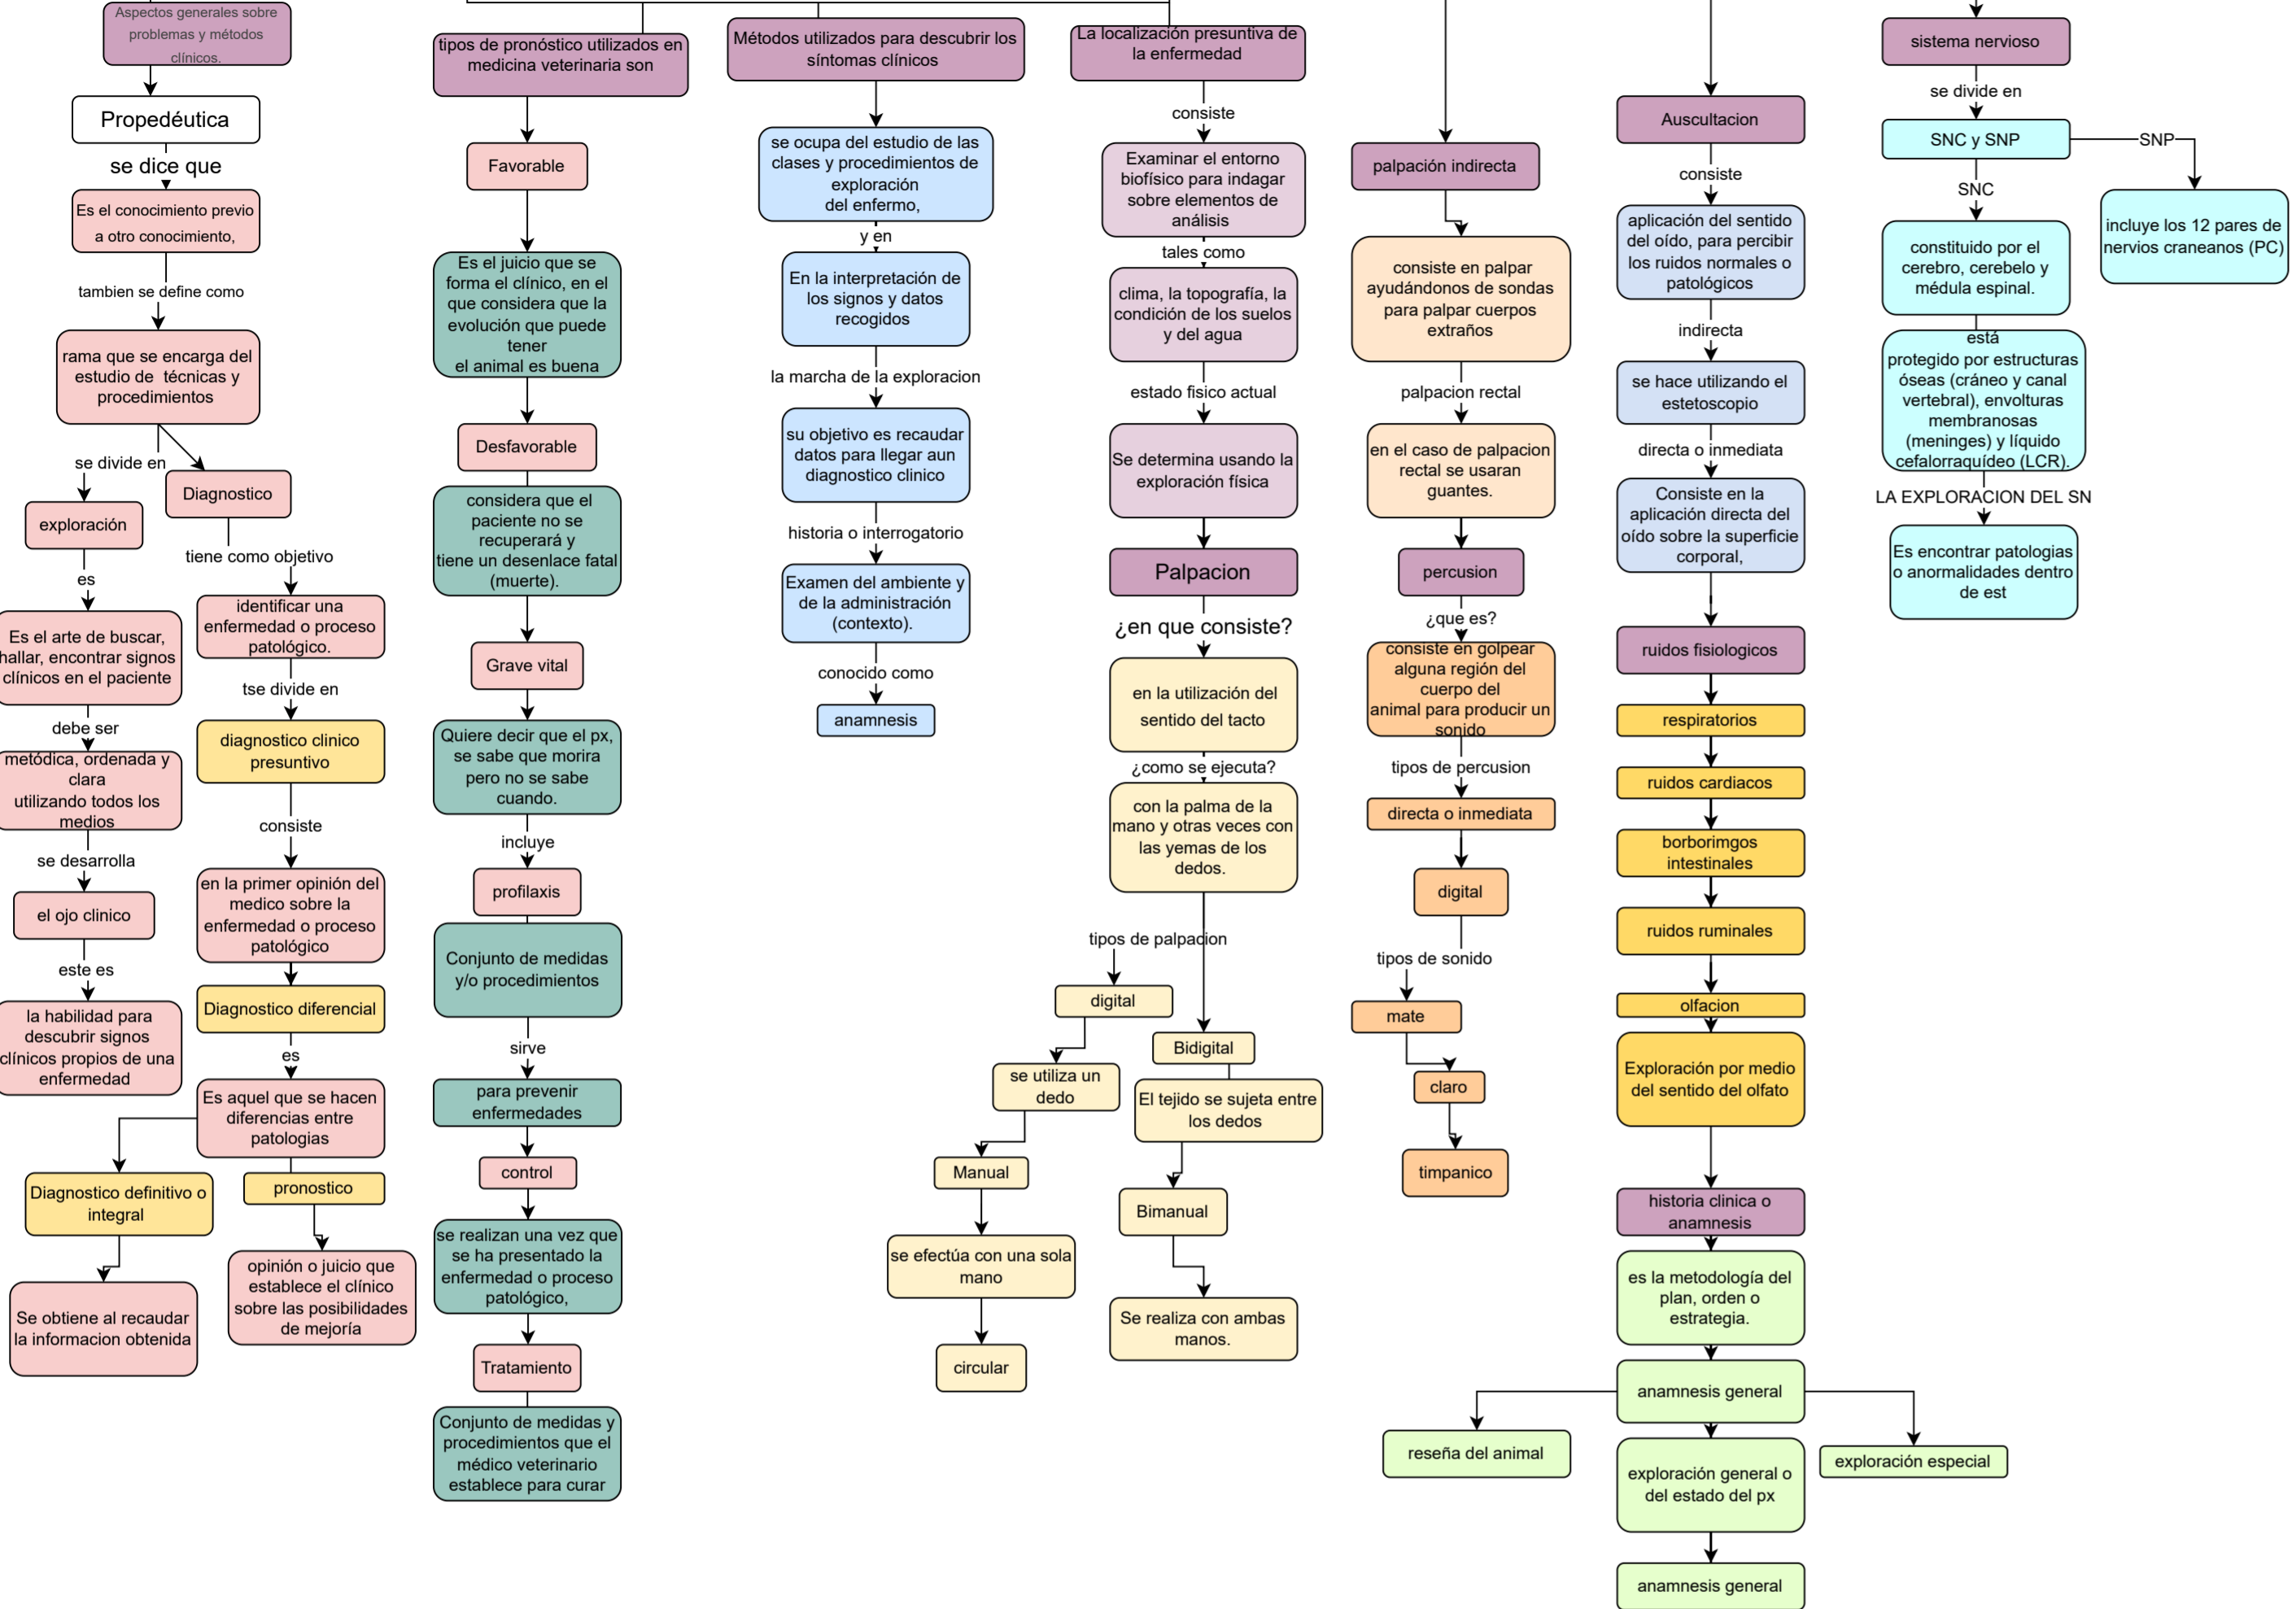 Aspectos generales sobre
problemas y métodos
clínicos.
Propedéutica
se dice que
Es el conocimiento previo
a otro conocimiento,
tambien se define como
rama que se encarga del
estudio de técnicas y
procedimientos
se divide en
Diagnostico
exploración
es
Es el arte de buscar,
hallar, encontrar signos
clínicos en el paciente
debe ser
metódica, ordenada y
clara
utilizando todos los
medios
se desarrolla
el ojo clinico
este es
la habilidad para
descubrir signos
clínicos propios de una
enfermedad
tiene como objetivo
identificar una
enfermedad o proceso
patológico.
tse divide en
diagnostico clinico
presuntivo
consiste
en la primer opinión del
medico sobre la
enfermedad o proceso
patológico
Diagnostico diferencial
es
Es aquel que se hacen
diferencias entre
patologias
Diagnostico definitivo o
integral
Se obtiene al recaudar
la informacion obtenida
pronostico
opinión o juicio que
establece el clínico
sobre las posibilidades
de mejoría
tipos de pronóstico utilizados en
medicina veterinaria son
Favorable
Es el juicio que se
forma el clínico, en el
que considera que la
evolución que puede
tener
el animal es buena
Desfavorable
considera que el
paciente no se
recuperará y
tiene un desenlace fatal
(muerte).
Grave vital
Quiere decir que el px,
se sabe que morira
pero no se sabe
cuando.
incluye
profilaxis
Conjunto de medidas
y/o procedimientos
sirve
para prevenir
enfermedades
control
se realizan una vez que
se ha presentado la
enfermedad o proceso
patológico,
Tratamiento
Conjunto de medidas y
procedimientos que el
médico veterinario
establece para curar
Métodos utilizados para descubrir los
síntomas clínicos
se ocupa del estudio de las
clases y procedimientos de
exploración
del enfermo,
y en
En la interpretación de
los signos y datos
recogidos
la marcha de la exploracion
su objetivo es recaudar
datos para llegar aun
diagnostico clinico
historia o interrogatorio
Examen del ambiente y
de la administración
(contexto).
conocido como
anamnesis
La localización presuntiva de
la enfermedad
consiste
Examinar el entorno
biofísico para indagar
sobre elementos de
análisis
tales como
clima, la topografía, la
condición de los suelos
y del agua
estado fisico actual
Se determina usando la
exploración física
Palpacion
¿en que consiste?
en la utilización del
sentido del tacto
¿como se ejecuta?
con la palma de la
mano y otras veces con
las yemas de los
dedos.
tipos de palpacion
digital
se utiliza un
dedo
Manual
se efectúa con una sola
mano
circular
Bidigital
El tejido se sujeta entre
los dedos
Bimanual
Se realiza con ambas
manos.
palpación indirecta
consiste en palpar
ayudándonos de sondas
para palpar cuerpos
extraños
palpacion rectal
en el caso de palpacion
rectal se usaran
guantes.
percusion
¿que es?
consiste en golpear
alguna región del
cuerpo del
animal para producir un
sonido
tipos de percusion
directa o inmediata
digital
tipos de sonido
mate
claro
timpanico
Auscultacion
consiste
aplicación del sentido
del oído, para percibir
los ruidos normales o
patológicos
indirecta
se hace utilizando el
estetoscopio
directa o inmediata
Consiste en la
aplicación directa del
oído sobre la superficie
corporal,
ruidos fisiologicos
respiratorios
ruidos cardiacos
borborimgos
intestinales
ruidos ruminales
olfacion
Exploración por medio
del sentido del olfato
historia clinica o
anamnesis
es la metodología del
plan, orden o
estrategia.
anamnesis general
reseña del animal
exploración general o
del estado del px
exploración especial
anamnesis general
sistema nervioso
se divide en
SNC y SNP
SNP
incluye los 12 pares de
nervios craneanos (PC)
SNC
constituido por el
cerebro, cerebelo y
médula espinal.
está
protegido por estructuras
óseas (cráneo y canal
vertebral), envolturas
membranosas
(meninges) y líquido
cefalorraquídeo (LCR).
LA EXPLORACION DEL SN
Es encontrar patologias
o anormalidades dentro
de est